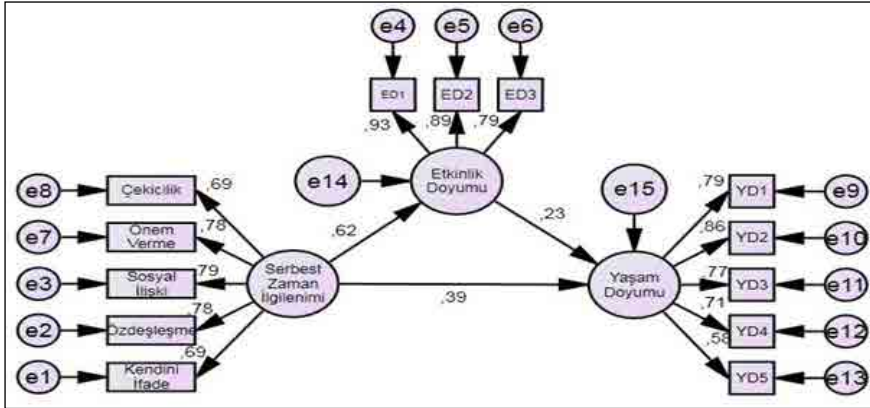 e4
e5
e6
ED1
ED2
ED3
,93
,89
,79
e8
Çekicilik
,69
e14
Etkinlik
Doyumu
e15
,79
YD1
e9
e7
Önem
Verme
,78
,62
,23
,86
YD2
e10
e3
Sosyal
İlişki
,79
Serbest
Zaman
İlgilenimi
,39
Yaşam
Doyumu
,77
YD3
e11
e2
Özdeşleşme
,78
,71
YD4
e12
e1
Kendini
İfade
,69
,58
YD5
e13